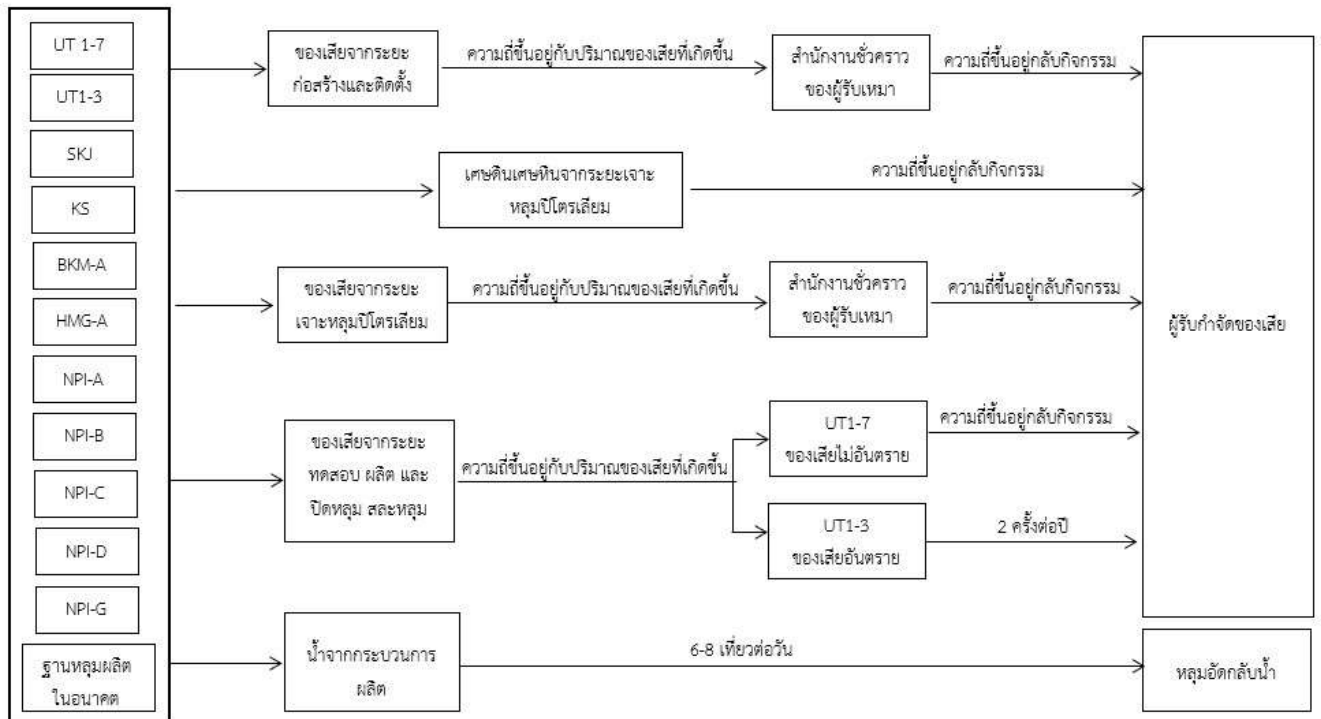 UT 1-7
UT1-3
SKJ
KS
BKM-A
HMG-A
NPI-A
NPI-B
NPI-C
NPI-D
NPI-G
ฐานหลุมผลิต
ในอนาคต
ของเสียจากระยะ
ก่อสร้างและติดตั้ง
ความถี่ขึ้นอยู่กับปริมาณของเสียที่เกิดขึ้น
สำนักงานชั่วคราว
ของผู้รับเหมา
ความถี่ขึ้นอยู่กลับกิจกรรม
เศษดินเศษหินจากระยะเจาะ
หลุมปิโตรเลียม
ความถี่ขึ้นอยู่กลับกิจกรรม
ของเสียจากระยะ
เจาะหลุมปิโตรเลียม
ความถี่ขึ้นอยู่กับปริมาณของเสียที่เกิดขึ้น
สำนักงานชั่วคราว
ของผู้รับเหมา
ความถี่ขึ้นอยู่กลับกิจกรรม
ของเสียจากระยะ
ทดสอบ ผลิต และ
ปิดหลุม สละหลุม
ความถี่ขึ้นอยู่กับปริมาณของเสียที่เกิดขึ้น
UT1-7
ของเสียไม่อันตราย
ความถี่ขึ้นอยู่กลับกิจกรรม
UT1-3
ของเสียอันตราย
2 ครั้งต่อปี
ผู้รับกำจัดของเสีย
น้ำจากกระบวนการ
ผลิต
6-8 เที่ยวต่อวัน
หลุมอัดกลับน้ำ